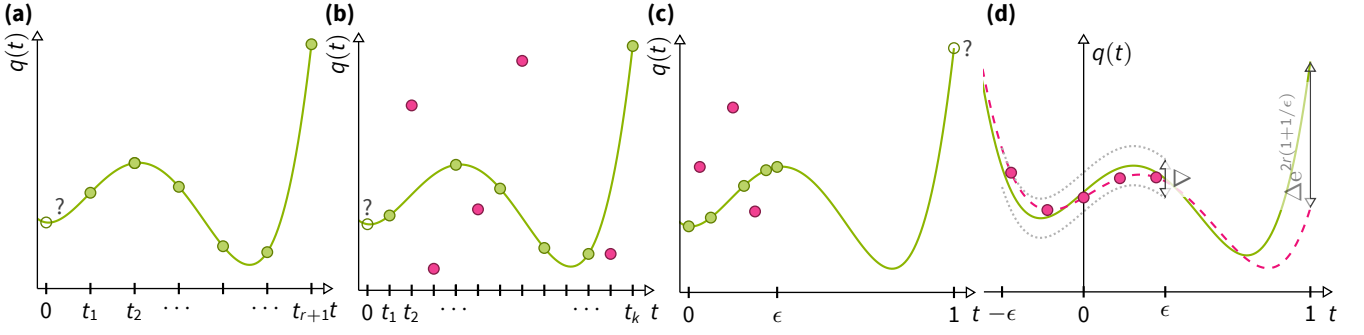 (a)
q(t)
?
0 t₁ t₂ ··· ··· tᵣ₊₁ t
(b)
q(t)
?
0 t₁ t₂ ··· ··· tₖ t
(c)
q(t)
?
0 ϵ 1 t
(d)
q(t)
Δ
Δe^{2r(1+1/ϵ)}
−ϵ 0 ϵ 1 t